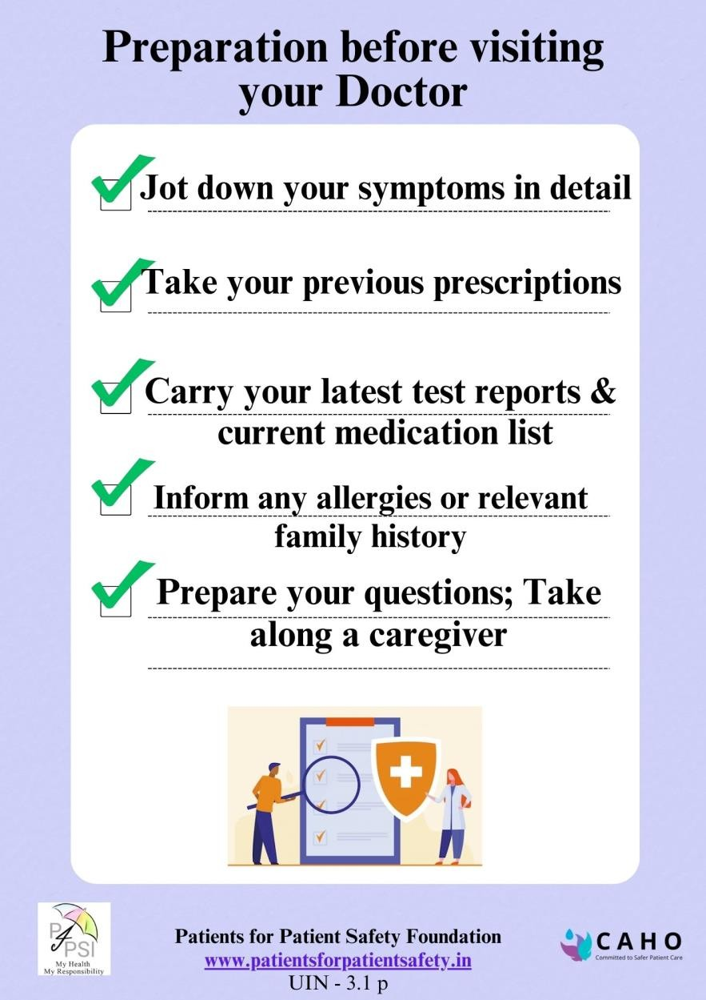 Preparation before visiting
your Doctor
Jot down your symptoms in detail
Take your previous prescriptions
Carry your latest test reports &
current medication list
Inform any allergies or relevant
family history
Prepare your questions; Take
along a caregiver
P4PSI
My Health
My Responsibility
Patients for Patient Safety Foundation
www.patientsforpatientsafety.in
UIN - 3.1 p
CAHO
Committed to Safer Patient Care